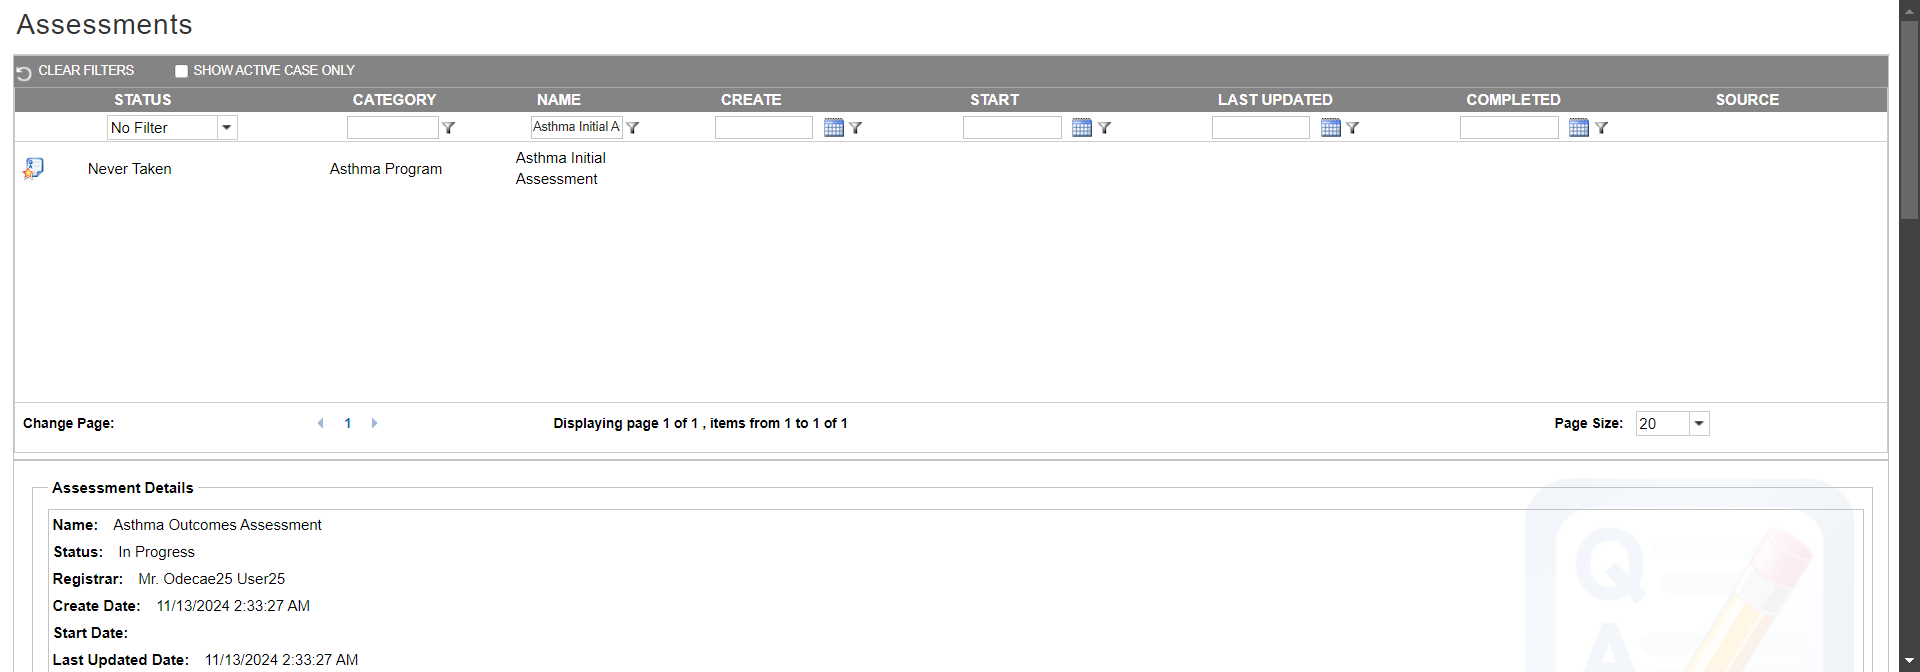 Assessments
CLEAR FILTERS SHOW ACTIVE CASE ONLY
STATUS CATEGORY NAME CREATE START LAST UPDATED COMPLETED SOURCE
No Filter Asthma Initial A
Never Taken Asthma Program Asthma Initial
Assessment
Change Page: 1 Displaying page 1 of 1 , items from 1 to 1 of 1 Page Size: 20
Assessment Details
Name: Asthma Outcomes Assessment
Status: In Progress
Registrar: Mr. Odecae25 User25
Create Date: 11/13/2024 2:33:27 AM
Start Date:
Last Updated Date: 11/13/2024 2:33:27 AM
Q
A